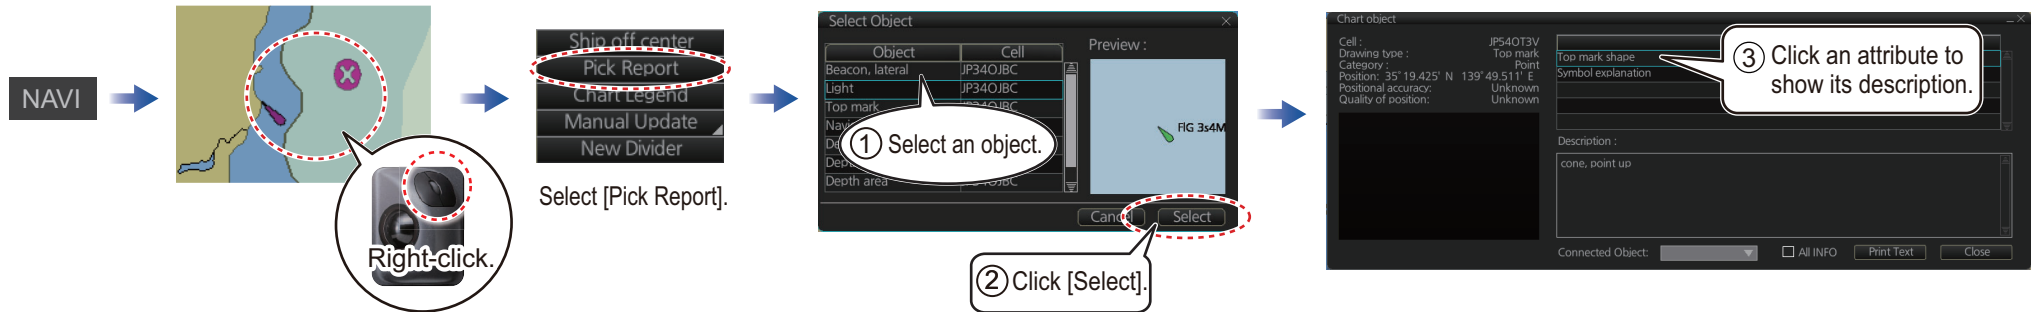 NAVI
Right-click.
Ship off center
Pick Report
Chart Legend
Manual Update
New Divider
Select [Pick Report].
Select Object
Object Cell
Beacon, lateral JP34OJBC
Light JP34OJBC
Top mark
Depth area
Preview :
FlG 3s4M
① Select an object.
Cancel Select
② Click [Select].
Chart object
Cell : JP54OT3V
Drawing type : Top mark
Category : Point
Position: 35°19.425' N 139°49.511' E
Positional accuracy: Unknown
Quality of position: Unknown
Top mark shape
Symbol explanation
③ Click an attribute to
show its description.
Description :
cone, point up
Connected Object: All INFO Print Text Close